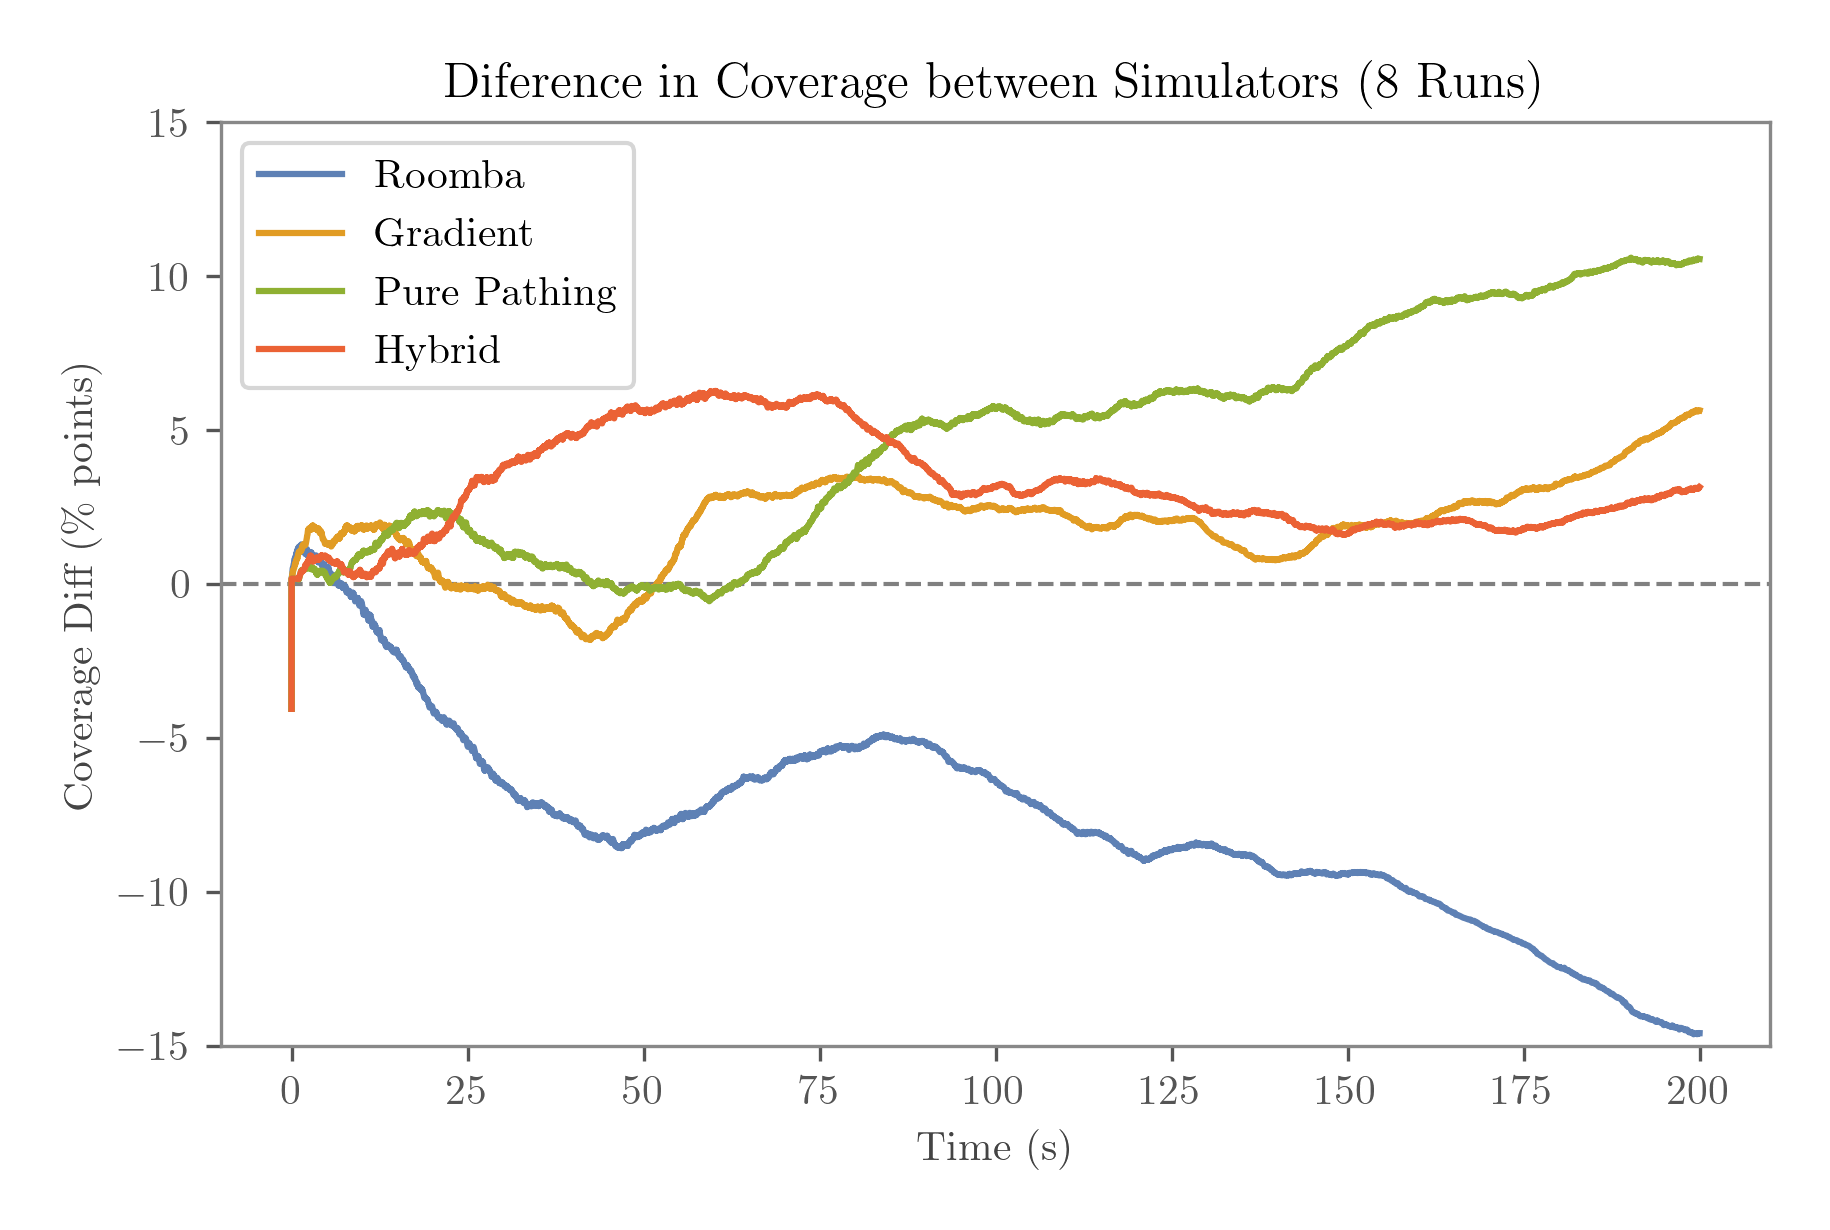 Diference in Coverage between Simulators (8 Runs)
15
10
5
0
−5
−10
−15
Coverage Diff (% points)
Roomba
Gradient
Pure Pathing
Hybrid
0 25 50 75 100 125 150 175 200
Time (s)